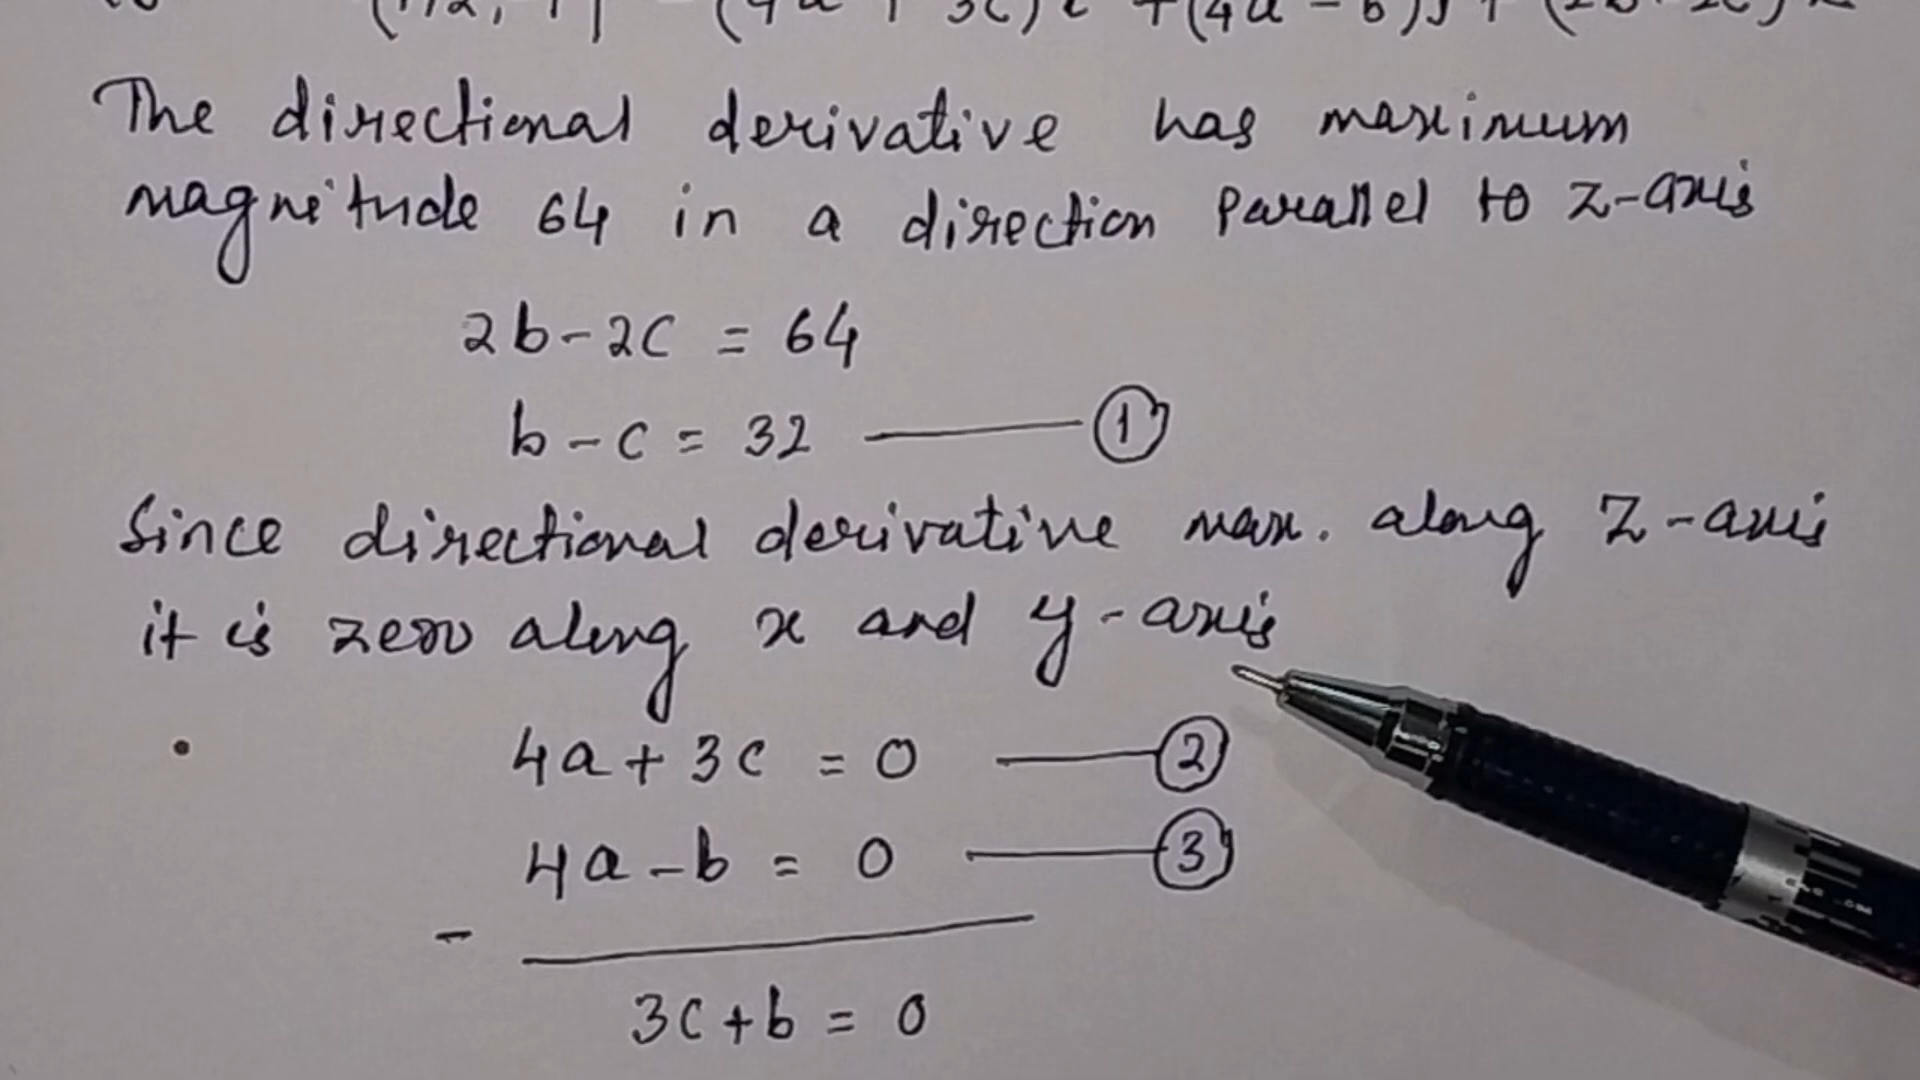 The directional derivative has maximum
magnitude 64 in a direction parallel to z-axis
2b-2c = 64
b-c = 32 ——— ①
Since directional derivative max. along Z-axis
it is zero along x and y-axis
4a+3c = 0 ——— ②
4a-b = 0 ——— ③
-
3c+b = 0